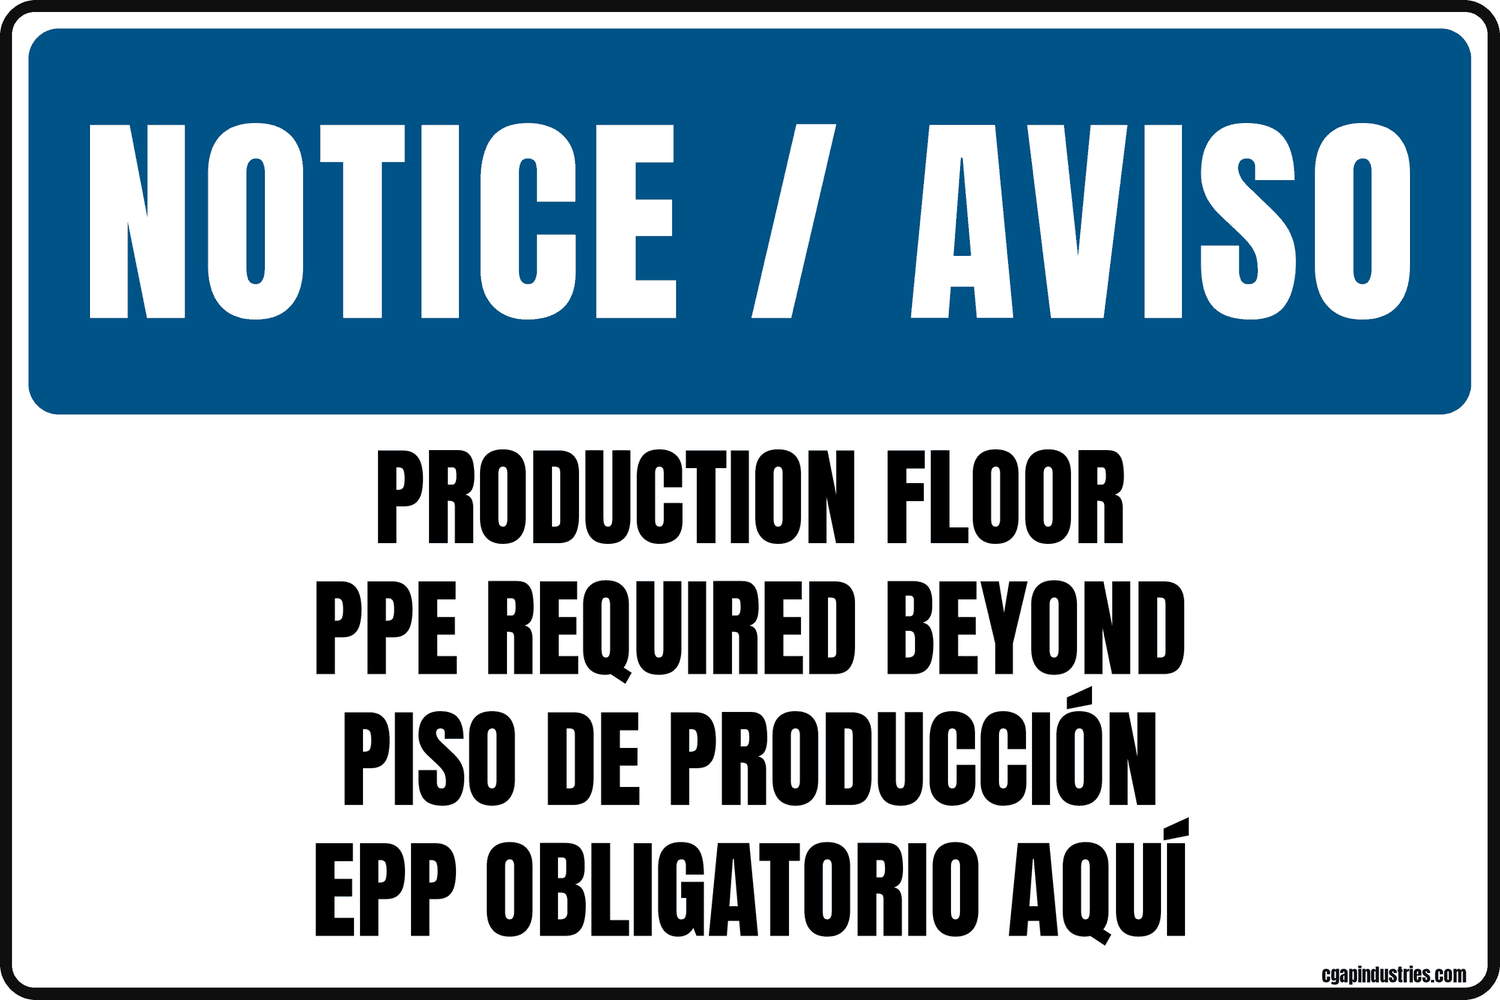 NOTICE / AVISO
PRODUCTION FLOOR
PPE REQUIRED BEYOND
PISO DE PRODUCCIÓN
EPP OBLIGATORIO AQUÍ
cgapindustries.com